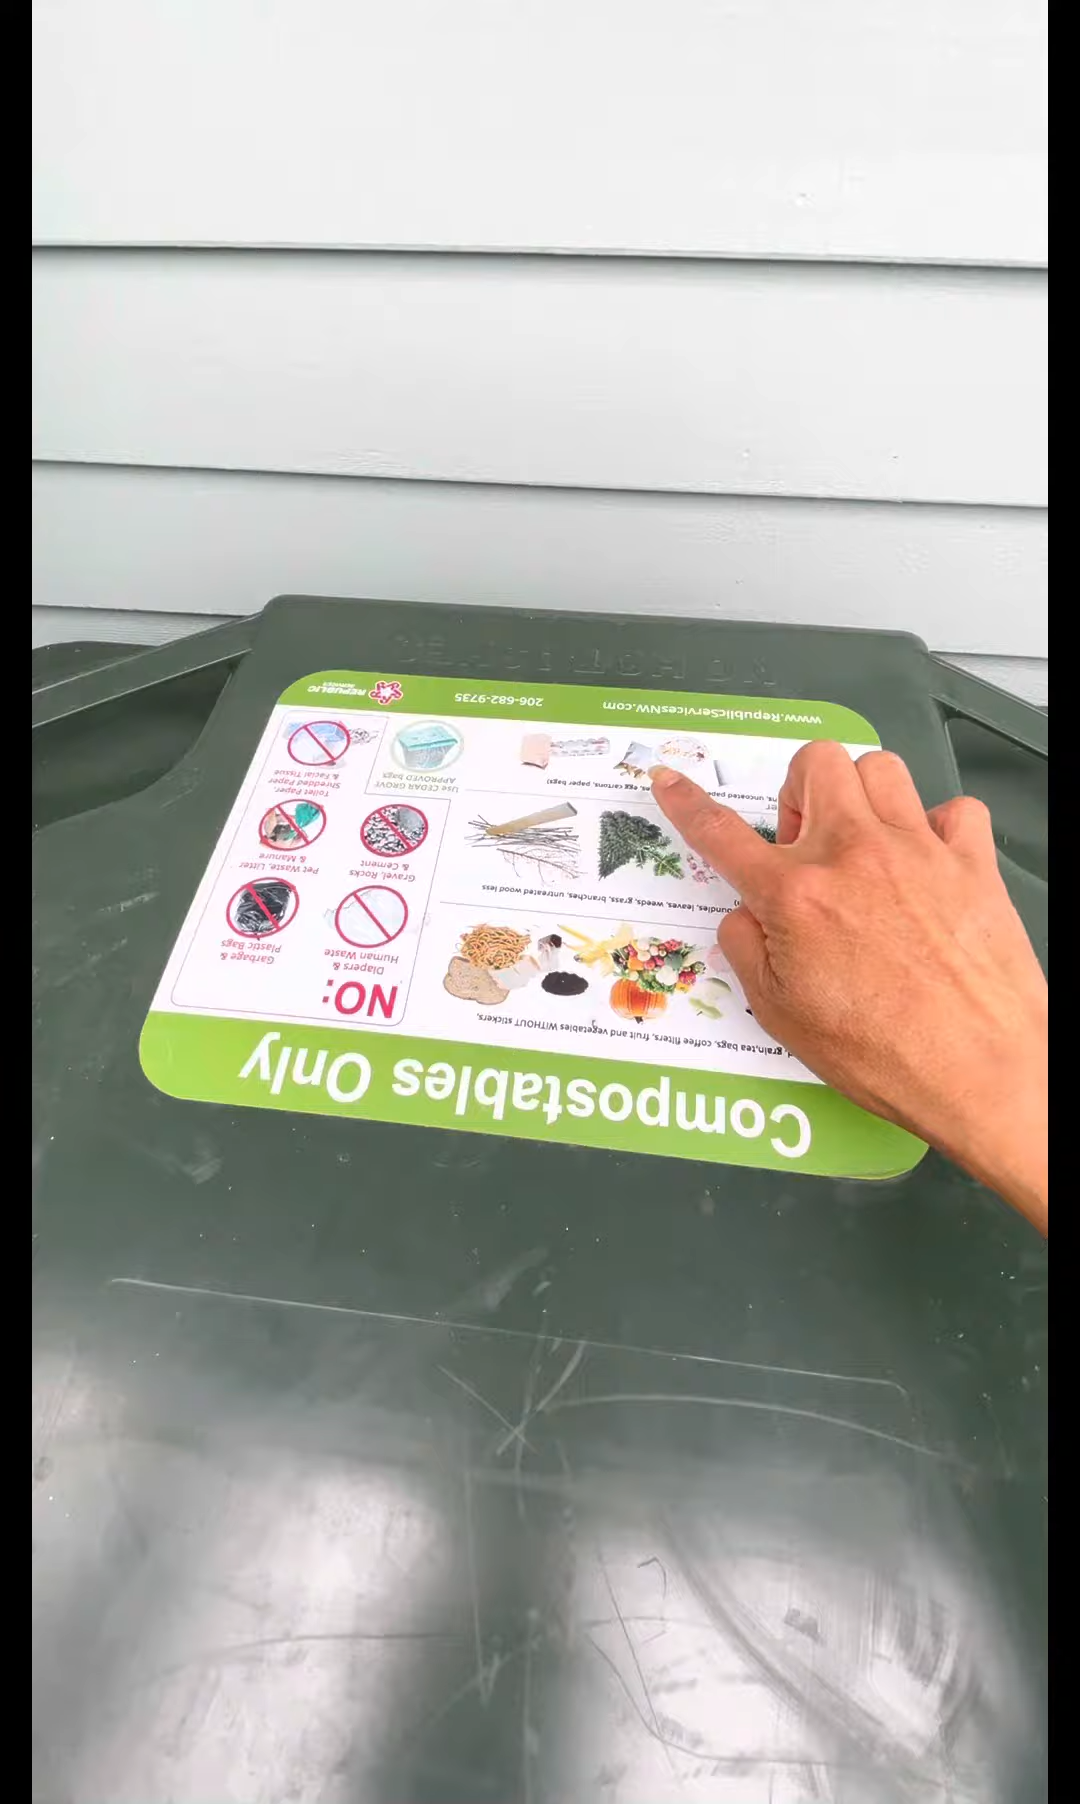 Compostables Only
grain, tea bags, coffee filters, fruit and vegetables WITHOUT stickers,
leaves, weeds, grass, branches, untreated wood less
uncoated
egg cartons, paper bags)
NO:
Diapers &
Human Waste
Garbage &
Plastic Bags
Gravel, Rocks
& Cement
Pet Waste, Litter
& Manure
Use CEDAR GROVE
APPROVED bags
Toilet Paper,
Shredded Paper
& Facial Tissue
www.RepublicServicesNW.com
206-682-9735
REPUBLIC
SERVICES